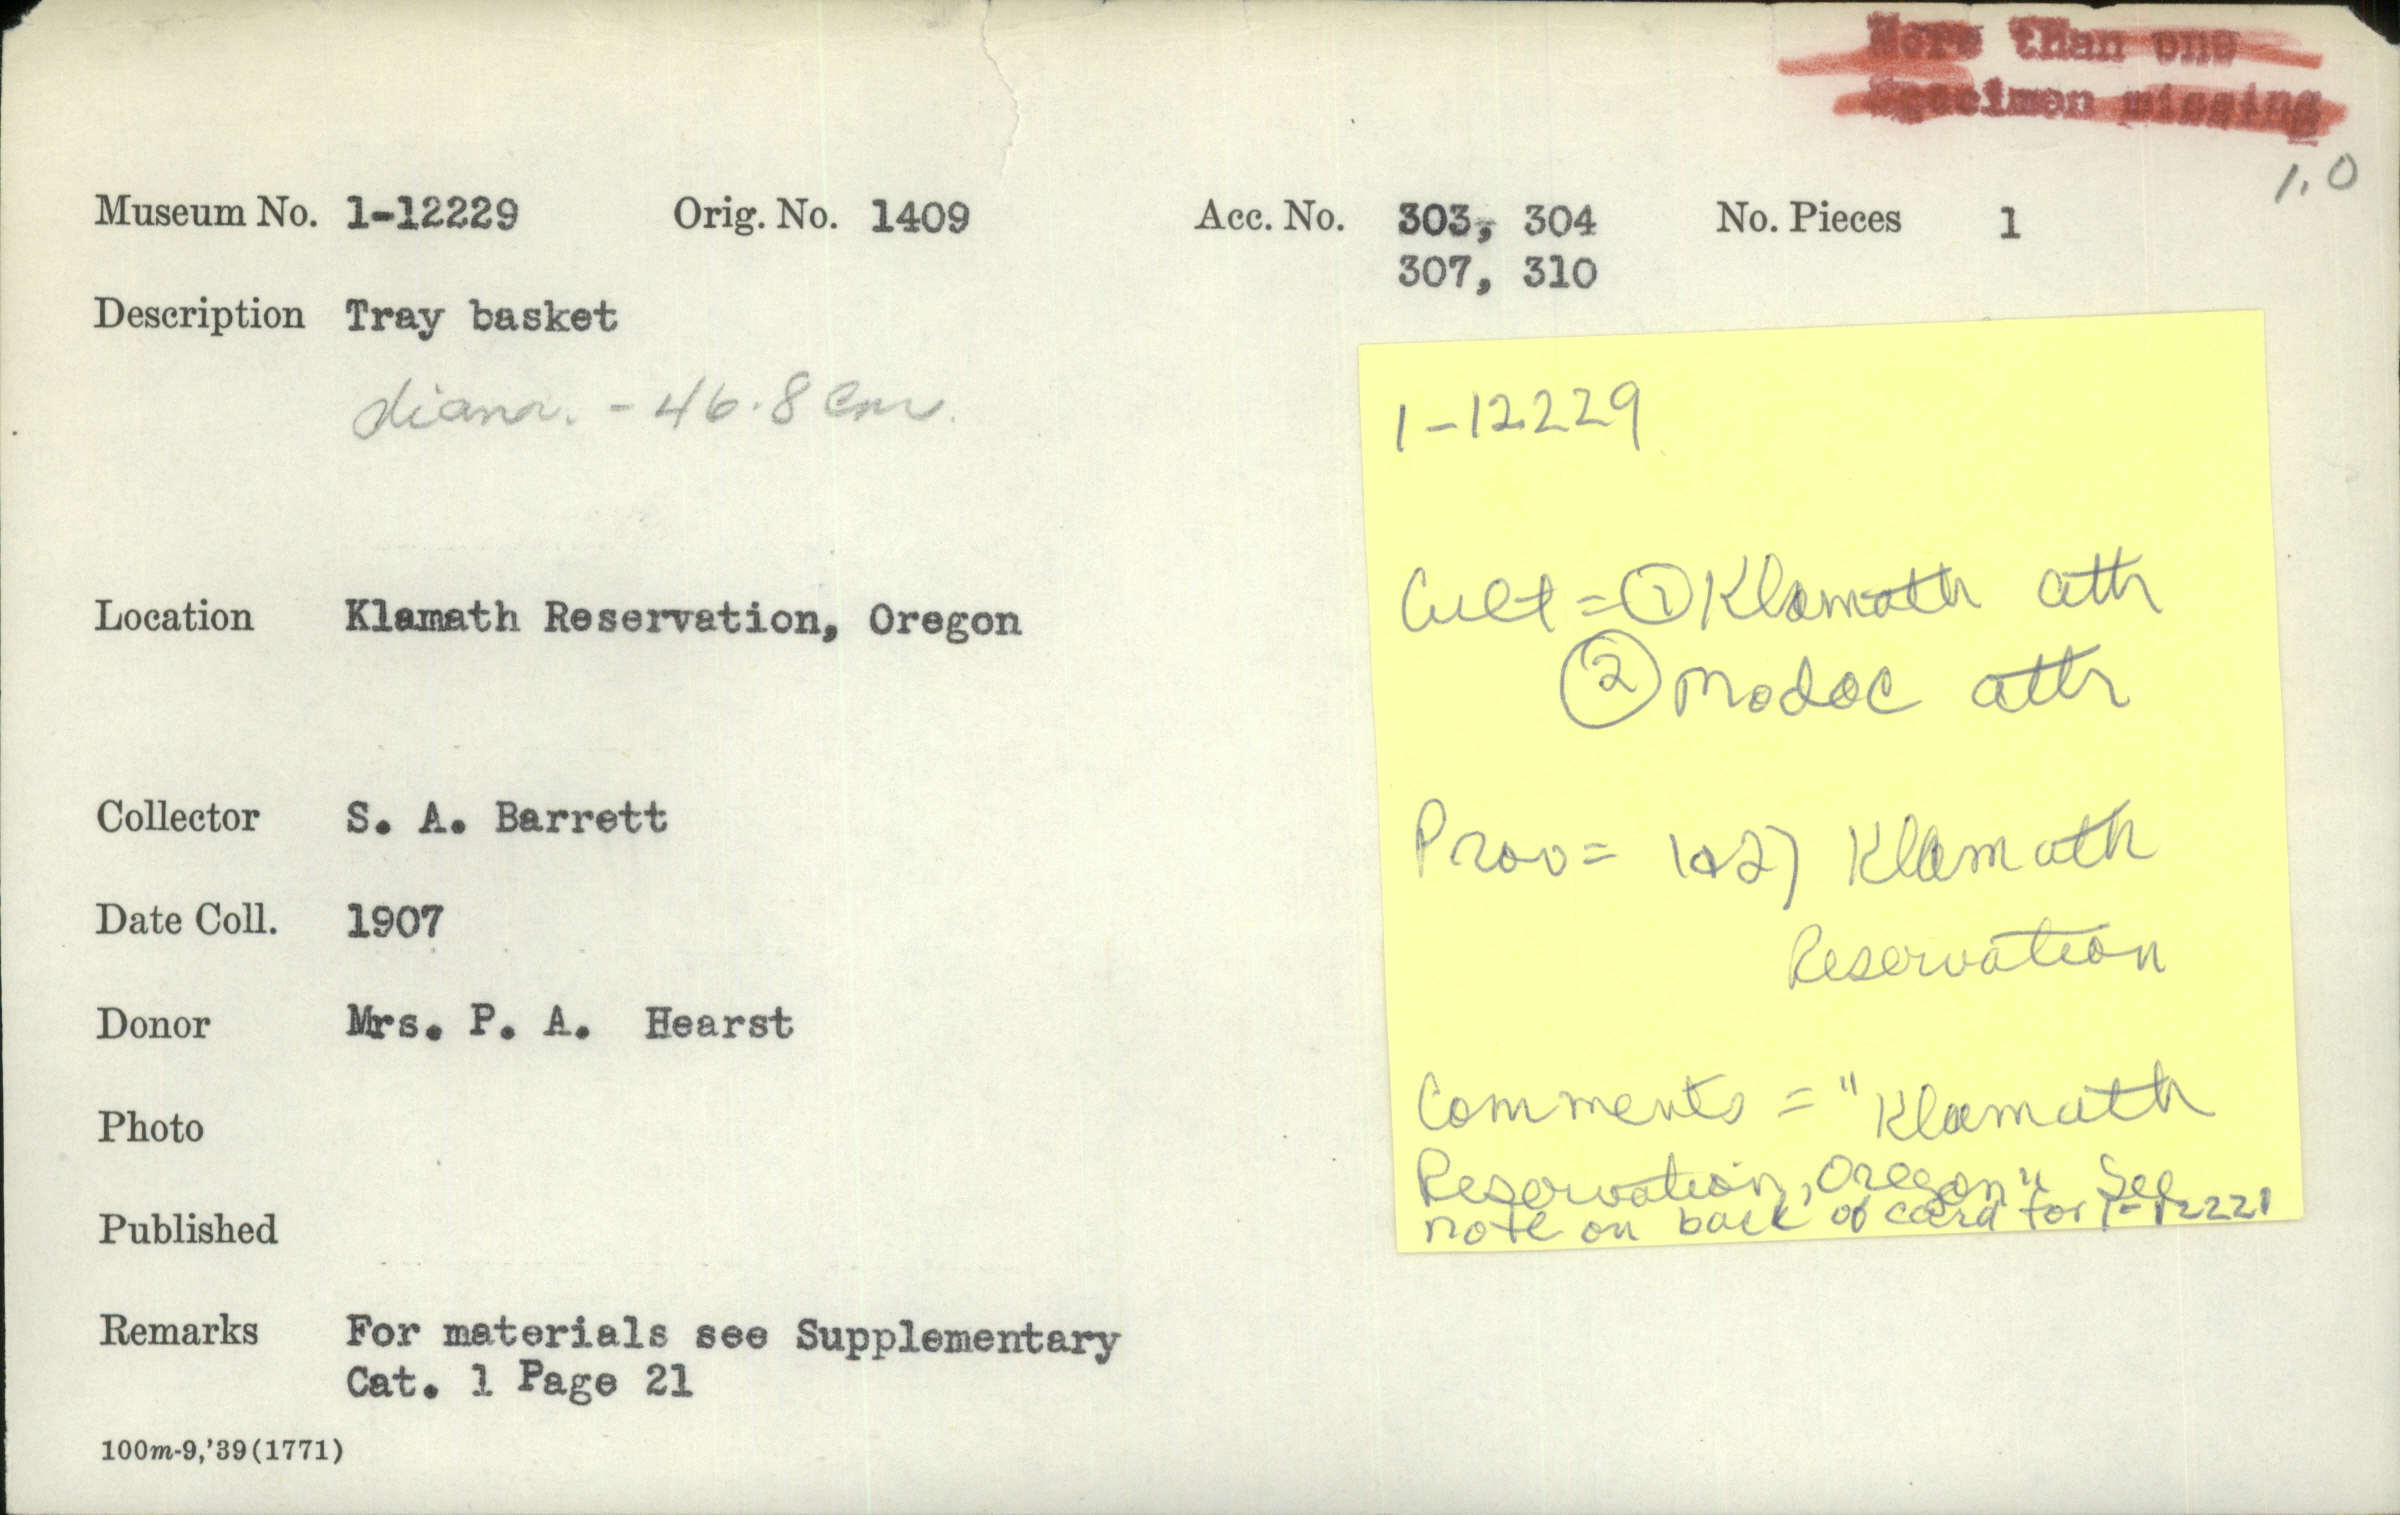 More than one
Specimen missing
1.0
Museum No. 1-12229 Orig. No. 1409 Acc. No. 303, 304 No. Pieces 1
307, 310
Description Tray basket
diam. - 46.8 cm.
Location Klamath Reservation, Oregon
Collector S. A. Barrett
Date Coll. 1907
Donor Mrs. P. A. Hearst
Photo
Published
Remarks For materials see Supplementary
Cat. 1 Page 21
100m-9,'39(1771)
1-12229
Cult = ① Klamath attr
② Modoc attr
Prov = 1&2) Klamath
Reservation
Comments = "Klamath
Reservation, Oregon" See
note on back of card for 1-12221